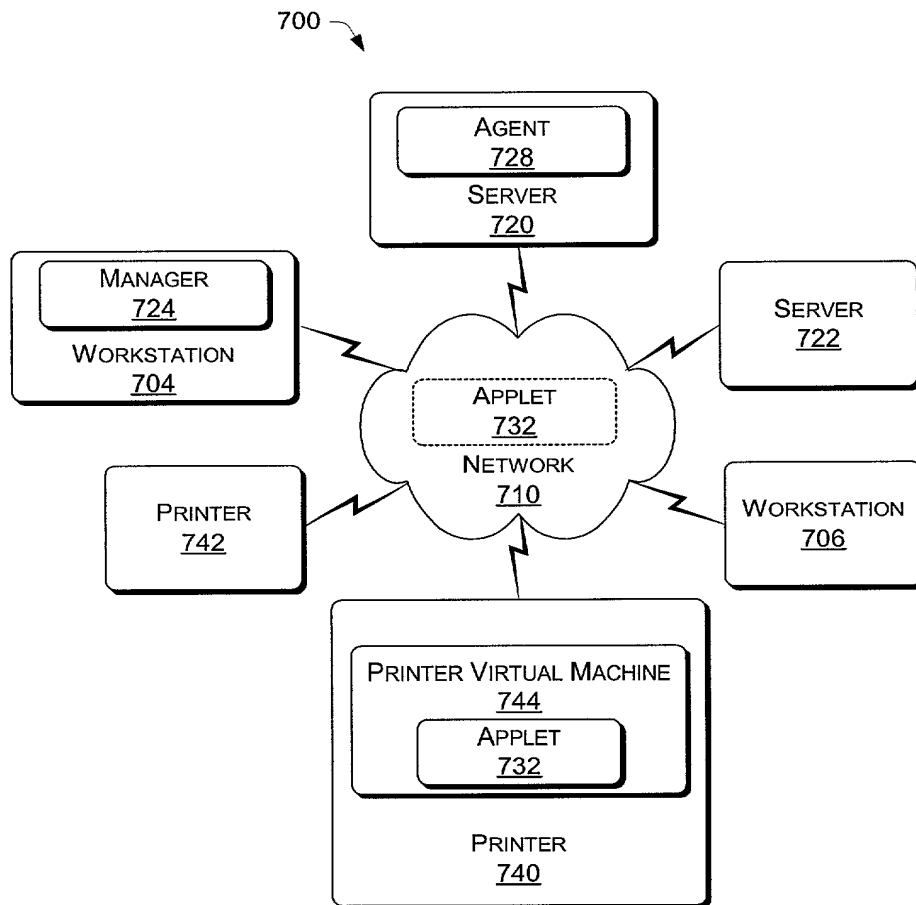 700
AGENT
728
SERVER
720
MANAGER
724
WORKSTATION
704
SERVER
722
APPLET
732
NETWORK
710
PRINTER
742
WORKSTATION
706
PRINTER VIRTUAL MACHINE
744
APPLET
732
PRINTER
740